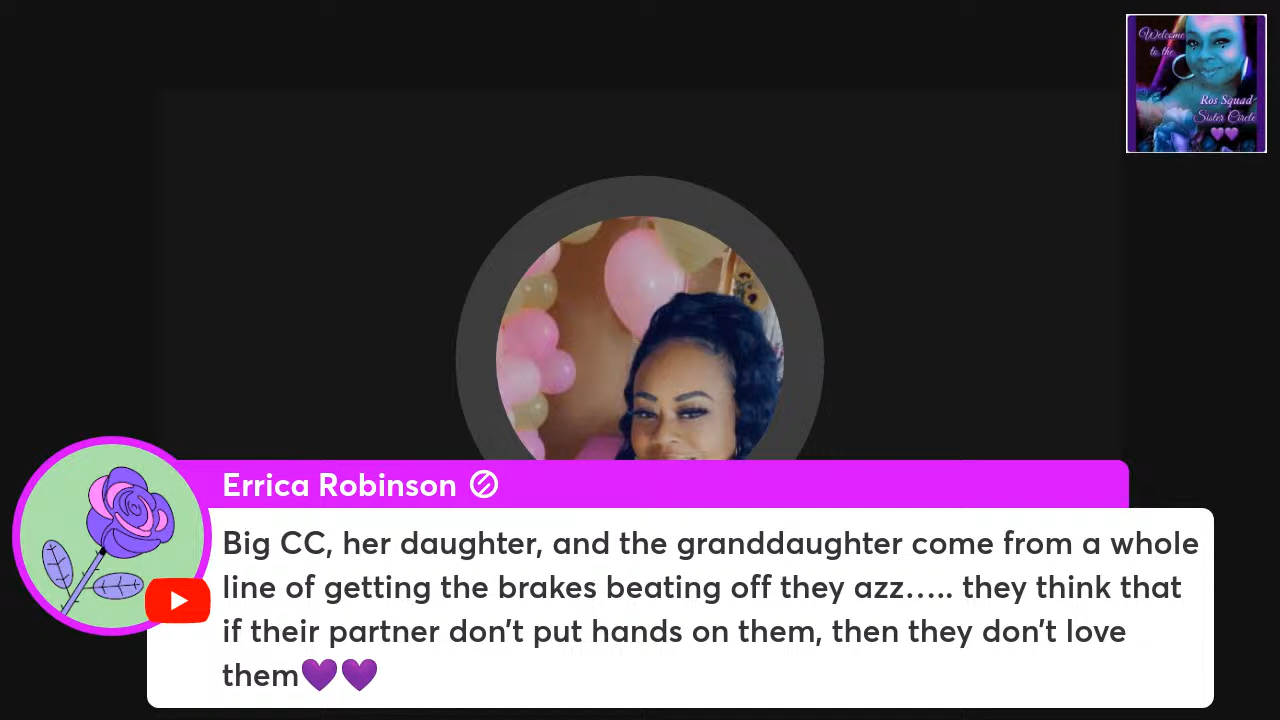 Welcome
to the
Ros Squad
Sister Circle
Errica Robinson
Big CC, her daughter, and the granddaughter come from a whole
line of getting the brakes beating off they azz….. they think that
if their partner don’t put hands on them, then they don’t love
them💜💜